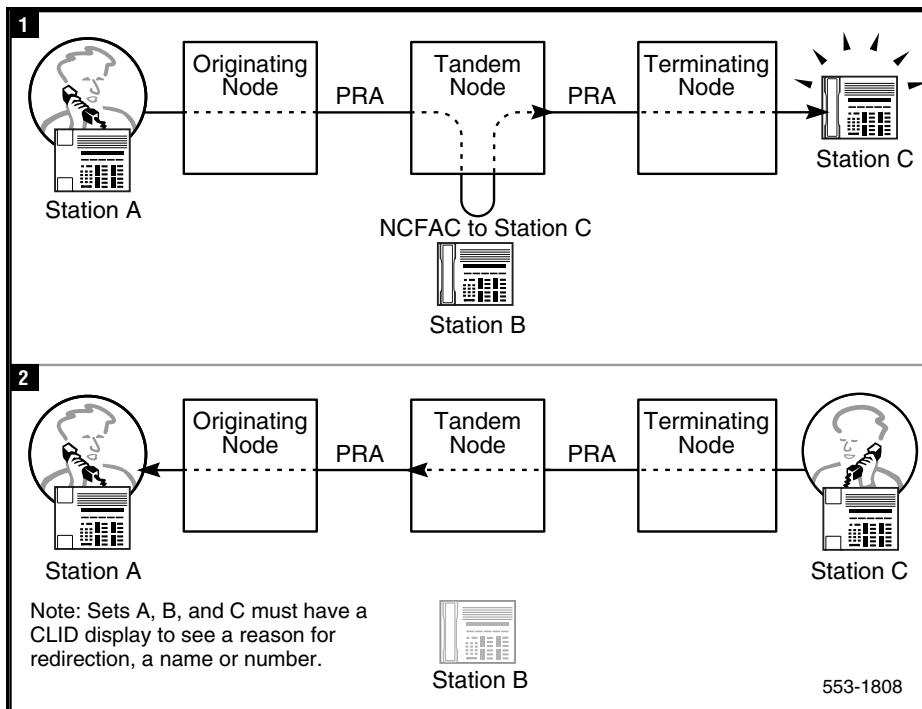 1
Originating
Node
PRA
Tandem
Node
PRA
Terminating
Node
Station A
Station C
NCFAC to Station C
Station B
2
Originating
Node
PRA
Tandem
Node
PRA
Terminating
Node
Station A
Station C
Note: Sets A, B, and C must have a
CLID display to see a reason for
redirection, a name or number.
Station B
553-1808